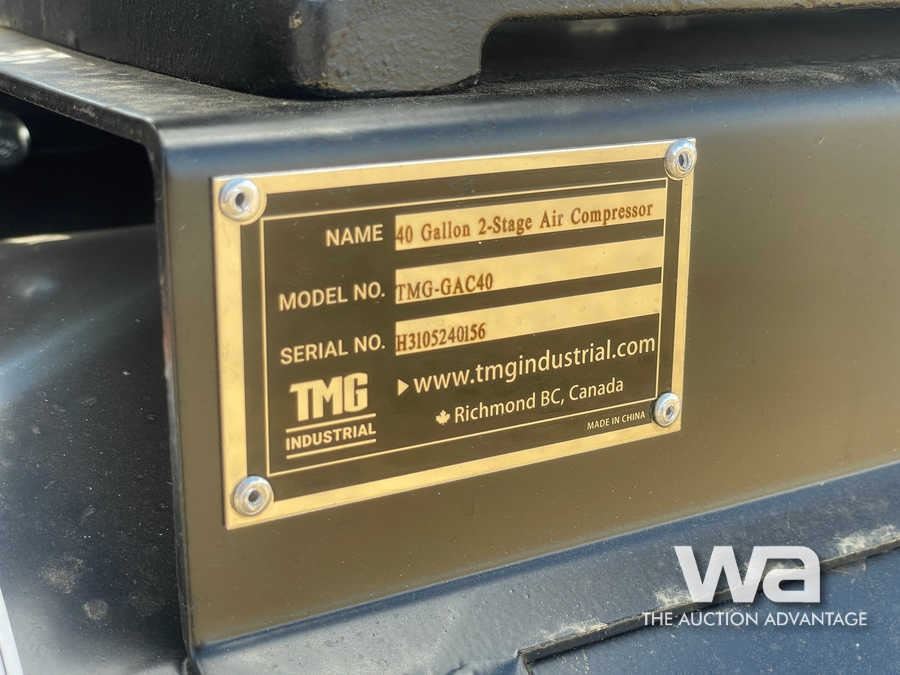 NAME 40 Gallon 2-Stage Air Compressor
MODEL NO. TMG-GAC40
SERIAL NO. H3105240156
TMG
INDUSTRIAL
www.tmgindustrial.com
Richmond BC, Canada
MADE IN CHINA
wa
THE AUCTION ADVANTAGE